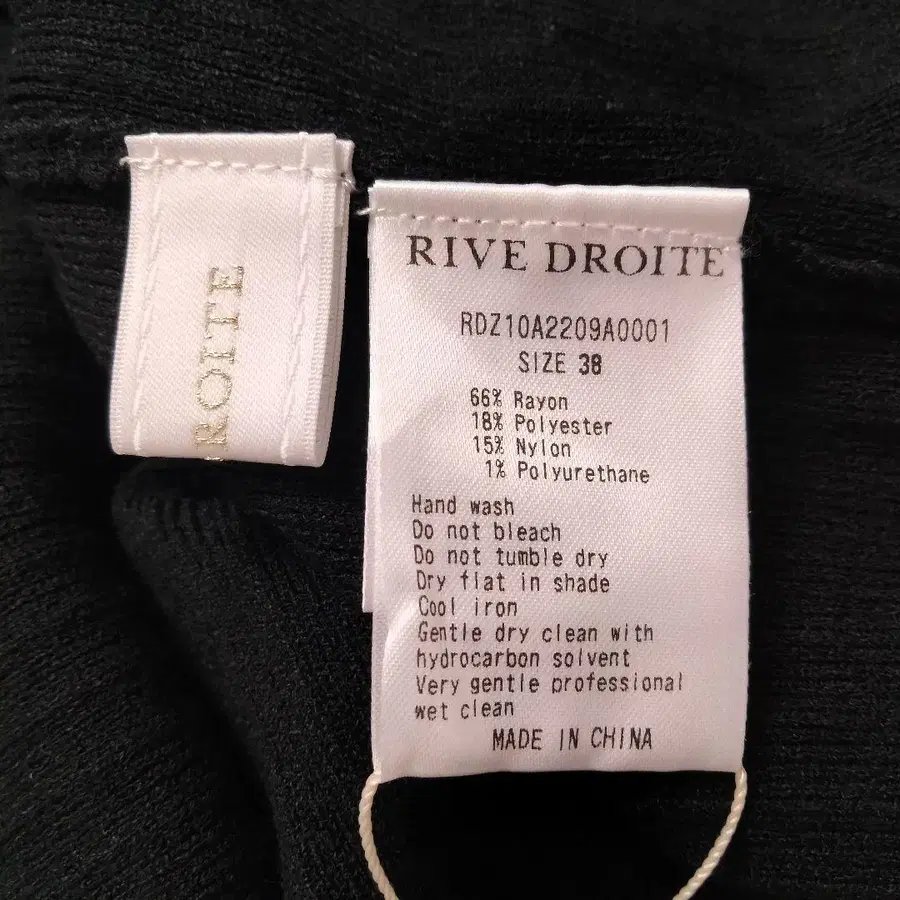 ROITE
RIVE DROITE
RDZ10A2209A0001
SIZE 38
66% Rayon
18% Polyester
15% Nylon
1% Polyurethane
Hand wash
Do not bleach
Do not tumble dry
Dry flat in shade
Cool iron
Gentle dry clean with
hydrocarbon solvent
Very gentle professional
wet clean
MADE IN CHINA